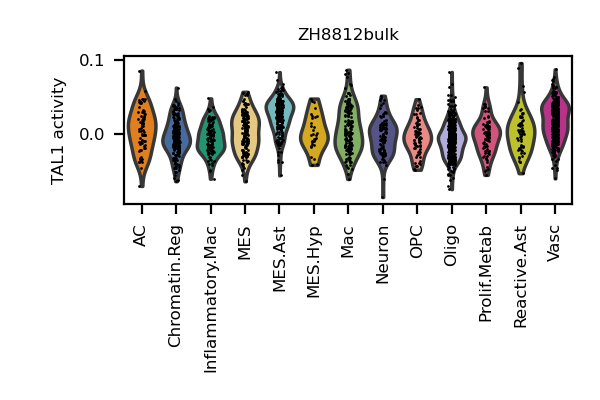 ZH8812bulk
TAL1 activity
0.1
0.0
AC
Chromatin.Reg
Inflammatory.Mac
MES
MES.Ast
MES.Hyp
Mac
Neuron
OPC
Oligo
Prolif.Metab
Reactive.Ast
Vasc